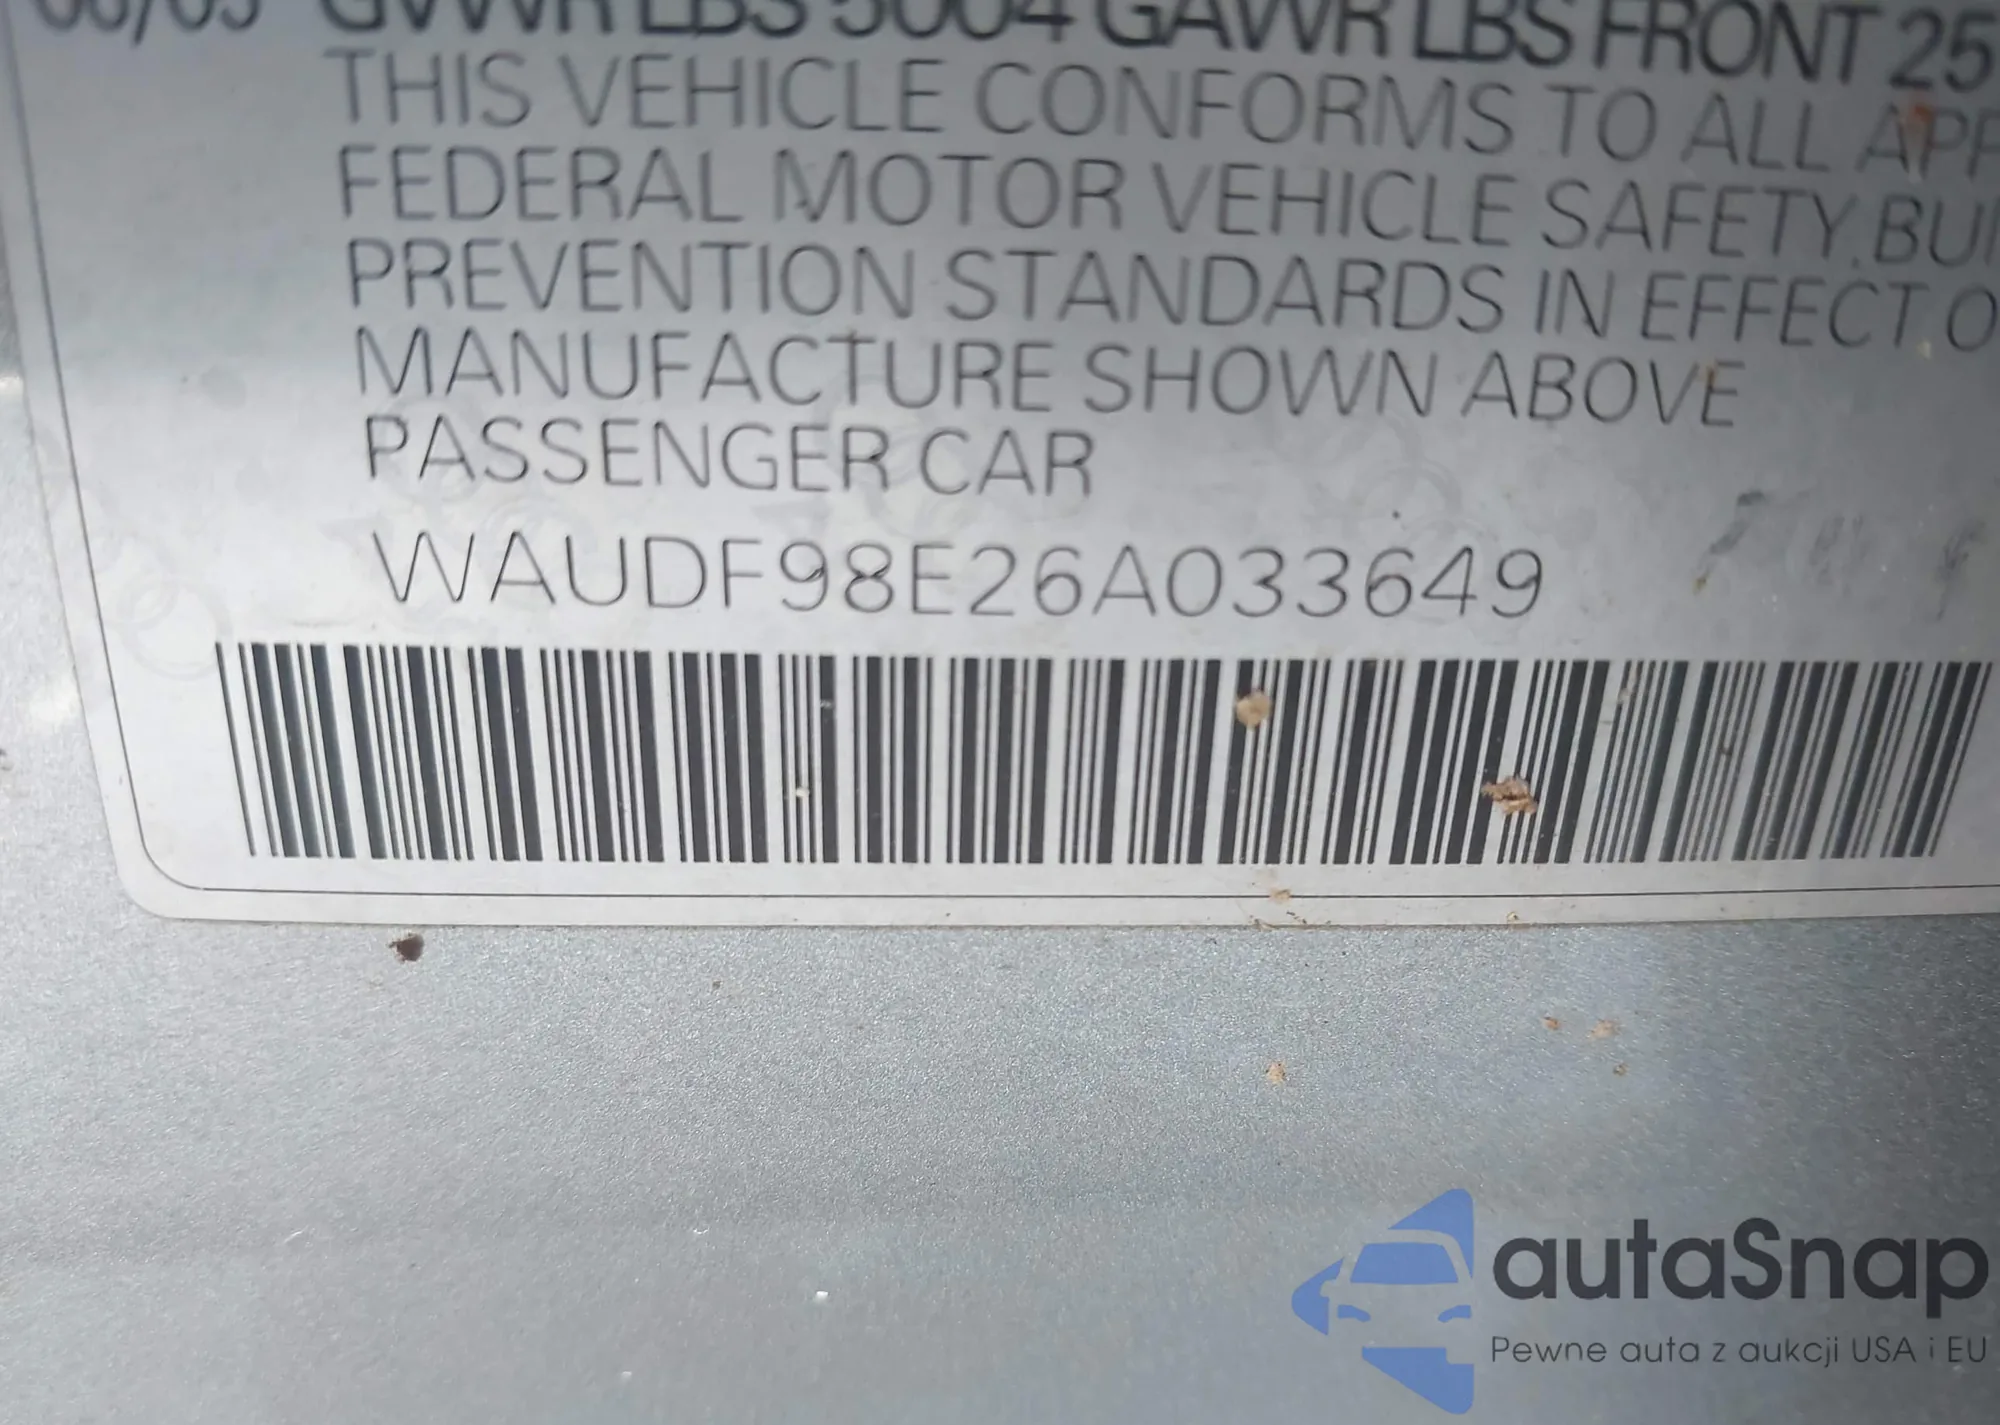 GVWR LBS 5004 GAWR LBS FRONT 25
THIS VEHICLE CONFORMS TO ALL APP
FEDERAL MOTOR VEHICLE SAFETY, BU
PREVENTION STANDARDS IN EFFECT O
MANUFACTURE SHOWN ABOVE
PASSENGER CAR
WAUDF98E26A033649
autaSnap
Pewne auta z aukcji USA i EU